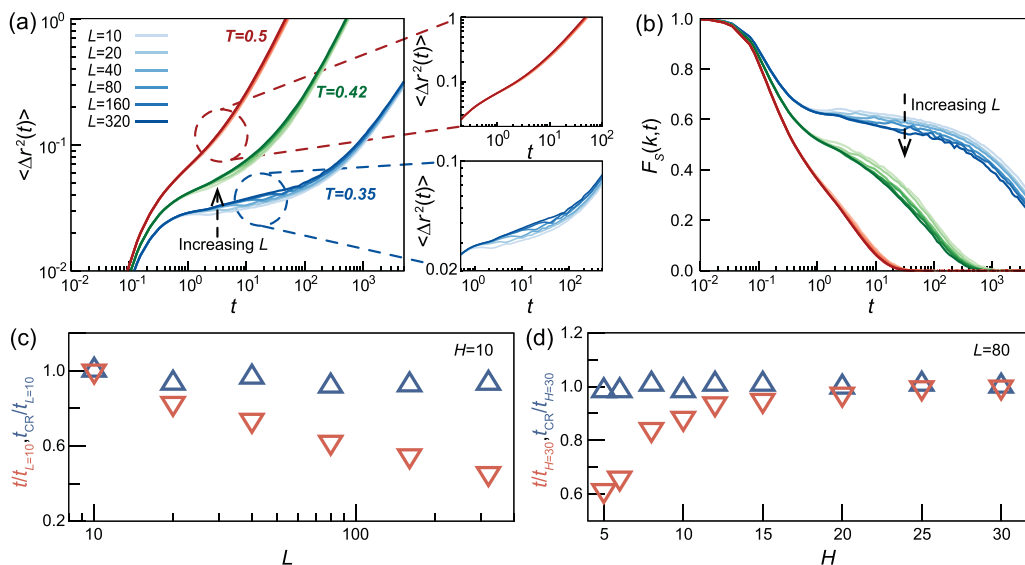 (a)
<Δr²(t)>
10⁰
10⁻¹
10⁻²
L=10
L=20
L=40
L=80
L=160
L=320
T=0.5
T=0.42
T=0.35
Increasing L
10⁻² 10⁻¹ 10⁰ 10¹ 10² 10³
t
<Δr²(t)>
1
0.1
10⁰ 10¹ 10²
t
<Δr²(t)>
0.1
0.02
10⁰ 10¹ 10²
t
(b)
Fₛ(k,t)
1.0
0.8
0.6
0.4
0.2
0.0
Increasing L
10⁻² 10⁻¹ 10⁰ 10¹ 10² 10³
t
(c)
t/t_L=10, t_CR/t_L=10
1.0
0.6
0.2
H=10
10 100
L
(d)
t/t_H=30, t_CR/t_H=30
1.2
1.0
0.8
0.6
L=80
5 10 15 20 25 30
H